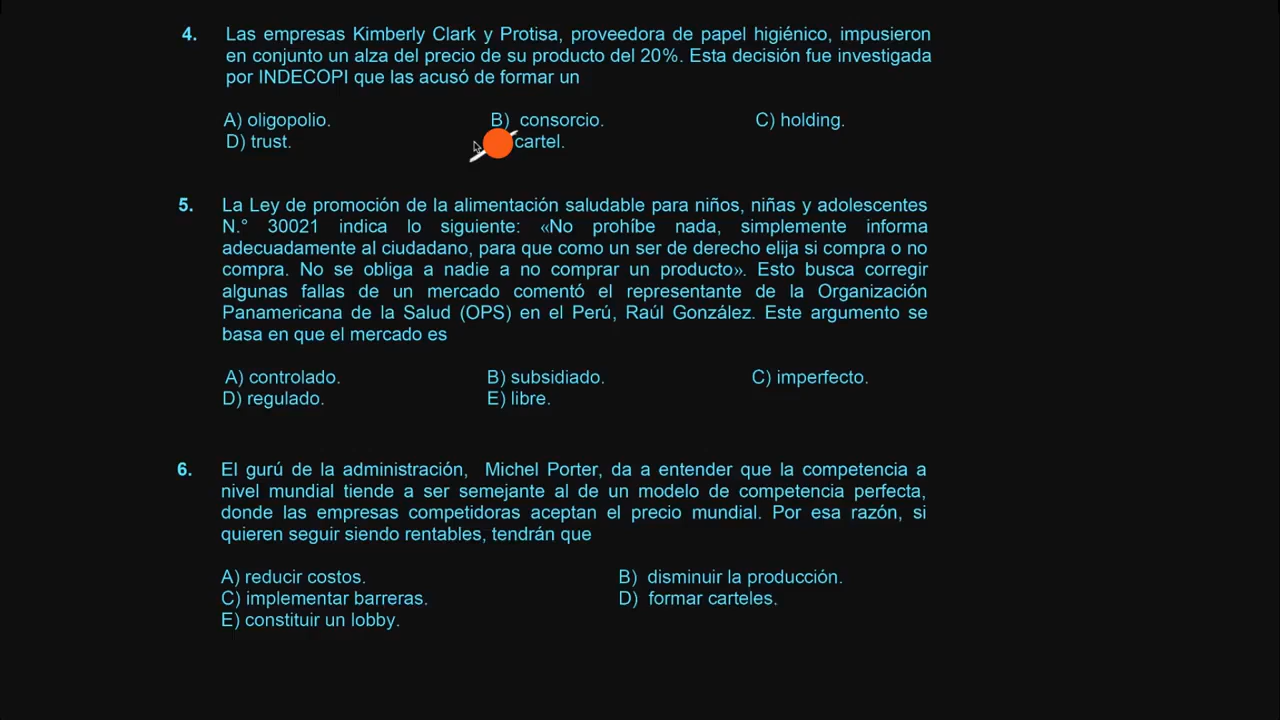 4. Las empresas Kimberly Clark y Protisa, proveedora de papel higiénico, impusieron
en conjunto un alza del precio de su producto del 20%. Esta decisión fue investigada
por INDECOPI que las acusó de formar un
A) oligopolio. B) consorcio. C) holding.
D) trust. cartel.
5. La Ley de promoción de la alimentación saludable para niños, niñas y adolescentes
N.° 30021 indica lo siguiente: «No prohíbe nada, simplemente informa
adecuadamente al ciudadano, para que como un ser de derecho elija si compra o no
compra. No se obliga a nadie a no comprar un producto». Esto busca corregir
algunas fallas de un mercado comentó el representante de la Organización
Panamericana de la Salud (OPS) en el Perú, Raúl González. Este argumento se
basa en que el mercado es
A) controlado. B) subsidiado. C) imperfecto.
D) regulado. E) libre.
6. El gurú de la administración, Michel Porter, da a entender que la competencia a
nivel mundial tiende a ser semejante al de un modelo de competencia perfecta,
donde las empresas competidoras aceptan el precio mundial. Por esa razón, si
quieren seguir siendo rentables, tendrán que
A) reducir costos. B) disminuir la producción.
C) implementar barreras. D) formar carteles.
E) constituir un lobby.